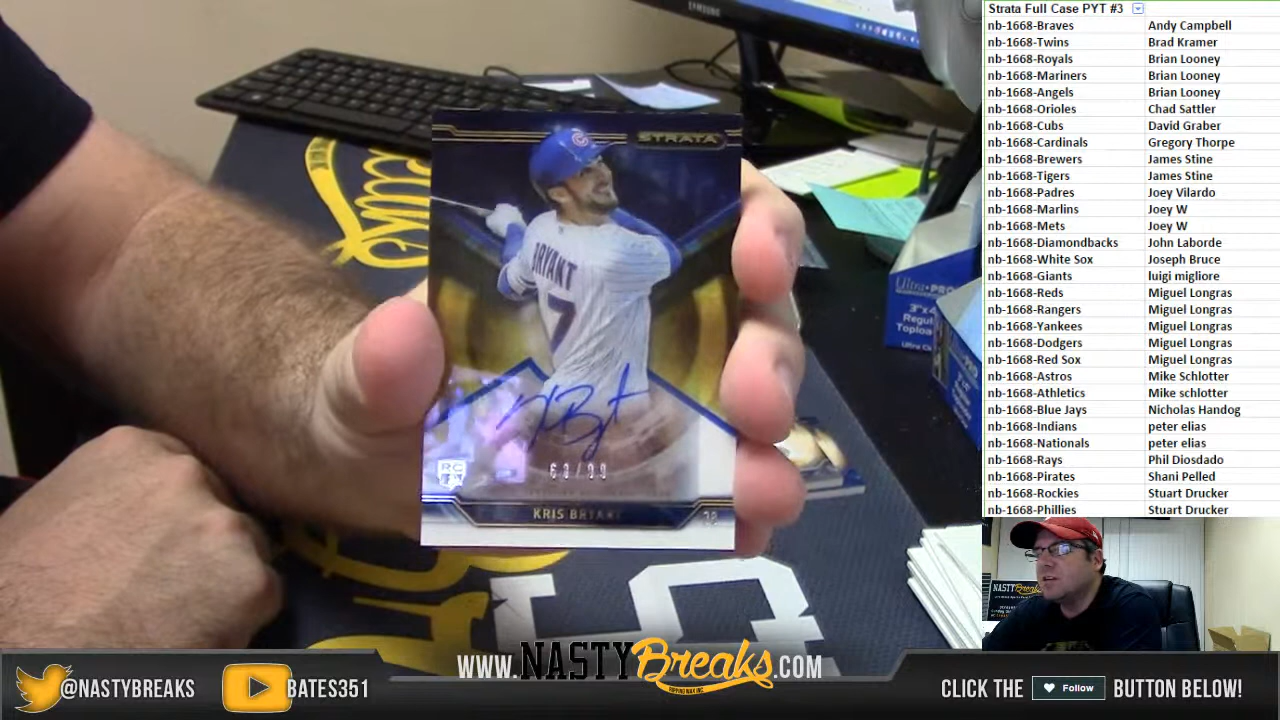 SAMSUNG
STRATA
BRYANT
7
RC
68/99
KRIS BRYANT
Strata Full Case PYT #3
nb-1668-Braves Andy Campbell
nb-1668-Twins Brad Kramer
nb-1668-Royals Brian Looney
nb-1668-Mariners Brian Looney
nb-1668-Angels Brian Looney
nb-1668-Orioles Chad Sattler
nb-1668-Cubs David Graber
nb-1668-Cardinals Gregory Thorpe
nb-1668-Brewers James Stine
nb-1668-Tigers James Stine
nb-1668-Padres Joey Vilardo
nb-1668-Marlins Joey W
nb-1668-Mets Joey W
nb-1668-Diamondbacks John Laborde
nb-1668-White Sox Joseph Bruce
nb-1668-Giants luigi migliore
nb-1668-Reds Miguel Longras
nb-1668-Rangers Miguel Longras
nb-1668-Yankees Miguel Longras
nb-1668-Dodgers Miguel Longras
nb-1668-Red Sox Miguel Longras
nb-1668-Astros Mike Schlotter
nb-1668-Athletics Mike schlotter
nb-1668-Blue Jays Nicholas Handog
nb-1668-Indians peter elias
nb-1668-Nationals peter elias
nb-1668-Rays Phil Diosdado
nb-1668-Pirates Shani Pelled
nb-1668-Rockies Stuart Drucker
nb-1668-Phillies Stuart Drucker
NASTY Breaks
@NASTYBREAKS
BATES351
WWW.NASTYBreaks.COM
CLICK THE Follow BUTTON BELOW!